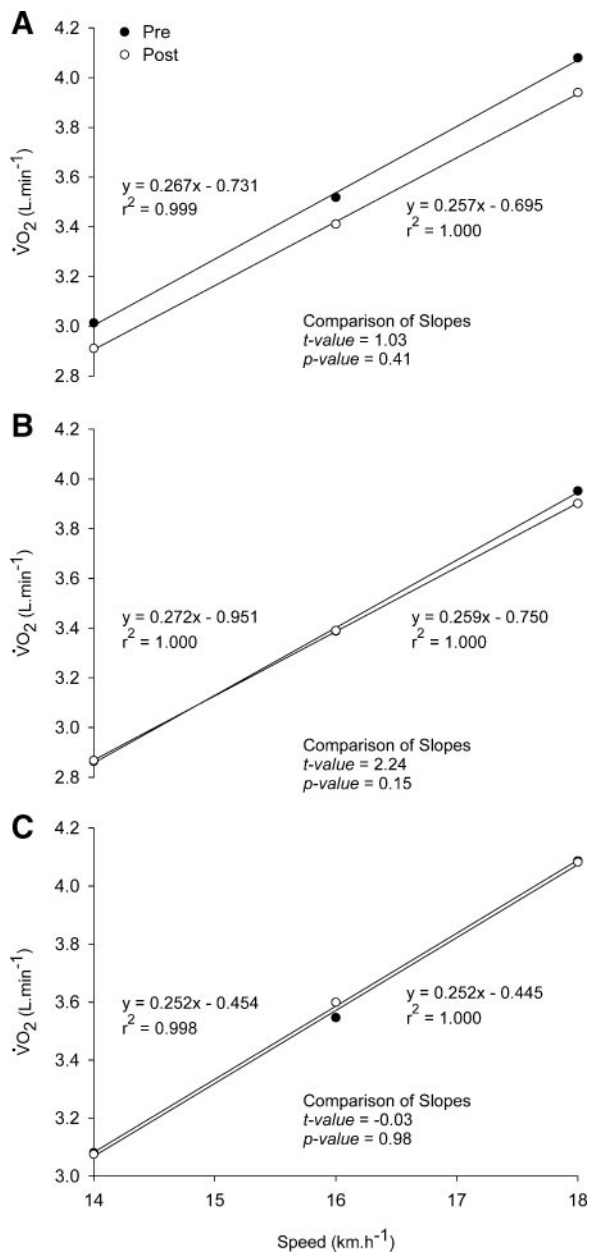 A
● Pre
○ Post
4.2
4.0
3.8
3.6
3.4
3.2
3.0
2.8
V̇O₂ (L.min⁻¹)
y = 0.267x - 0.731
r² = 0.999
y = 0.257x - 0.695
r² = 1.000
Comparison of Slopes
t-value = 1.03
p-value = 0.41
B
4.2
4.0
3.8
3.6
3.4
3.2
3.0
2.8
V̇O₂ (L.min⁻¹)
y = 0.272x - 0.951
r² = 1.000
y = 0.259x - 0.750
r² = 1.000
Comparison of Slopes
t-value = 2.24
p-value = 0.15
C
4.2
4.0
3.8
3.6
3.4
3.2
3.0
V̇O₂ (L.min⁻¹)
y = 0.252x - 0.454
r² = 0.998
y = 0.252x - 0.445
r² = 1.000
Comparison of Slopes
t-value = -0.03
p-value = 0.98
14 15 16 17 18
Speed (km.h⁻¹)